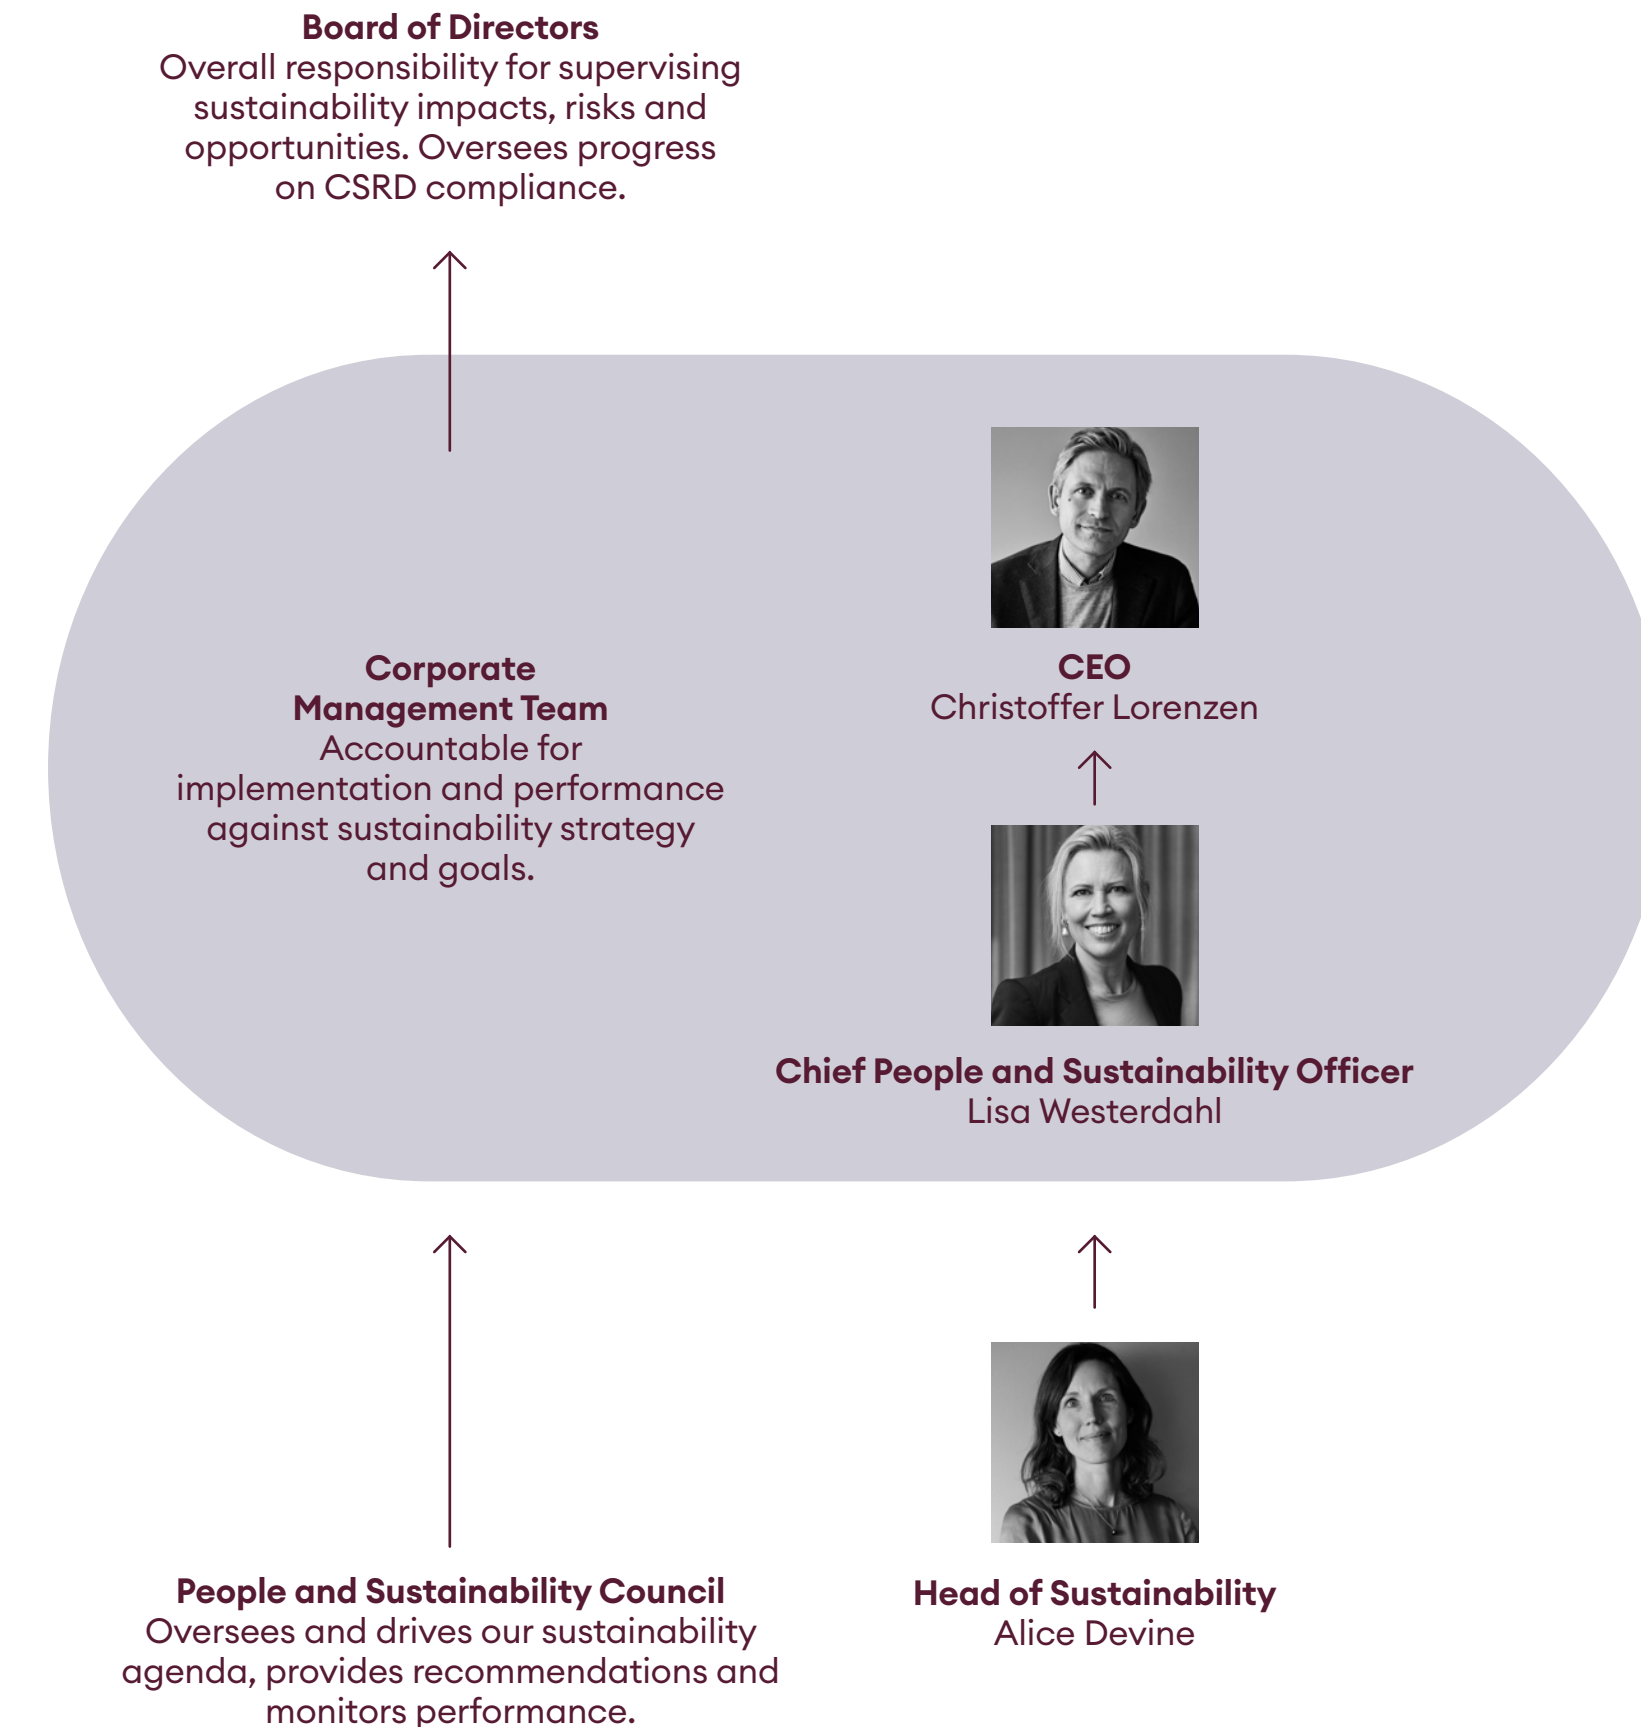 Board of Directors
Overall responsibility for supervising
sustainability impacts, risks and
opportunities. Oversees progress
on CSRD compliance.
Corporate
Management Team
Accountable for
implementation and performance
against sustainability strategy
and goals.
CEO
Christoffer Lorenzen
Chief People and Sustainability Officer
Lisa Westerdahl
People and Sustainability Council
Oversees and drives our sustainability
agenda, provides recommendations and
monitors performance.
Head of Sustainability
Alice Devine